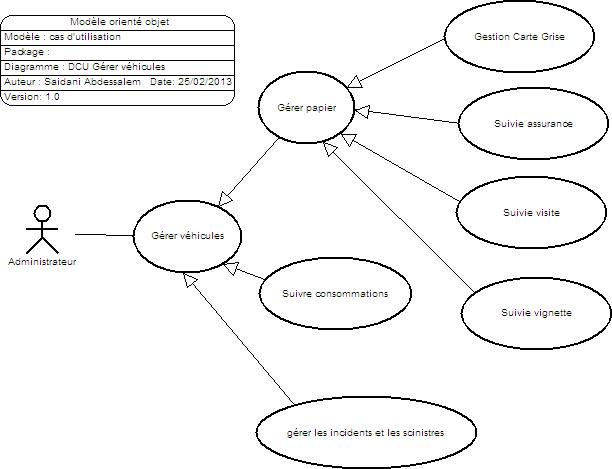 Modèle orienté objet
Modèle : cas d'utilisation
Package :
Diagramme : DCU Gérer véhicules
Auteur : Saidani Abdessalem Date: 25/02/2013
Version: 1.0
Gestion Carte Grise
Gérer papier
Suivie assurance
Suivie visite
Gérer véhicules
Administrateur
Suivre consommations
Suivie vignette
gérer les incidents et les scinistres